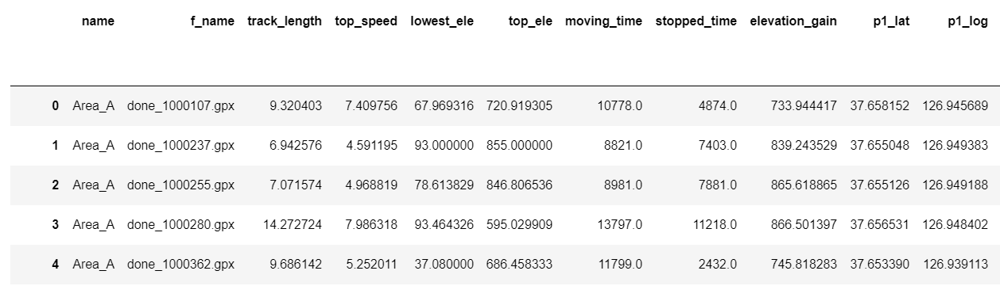 name f_name track_length top_speed lowest_ele top_ele moving_time stopped_time elevation_gain p1_lat p1_log
0 Area_A done_1000107.gpx 9.320403 7.409756 67.969316 720.919305 10778.0 4874.0 733.944417 37.658152 126.945689
1 Area_A done_1000237.gpx 6.942576 4.591195 93.000000 855.000000 8821.0 7403.0 839.243529 37.655048 126.949383
2 Area_A done_1000255.gpx 7.071574 4.968819 78.613829 846.806536 8981.0 7881.0 865.618865 37.655126 126.949188
3 Area_A done_1000280.gpx 14.272724 7.986318 93.464326 595.029909 13797.0 11218.0 866.501397 37.656531 126.948402
4 Area_A done_1000362.gpx 9.686142 5.252011 37.080000 686.458333 11799.0 2432.0 745.818283 37.653390 126.939113